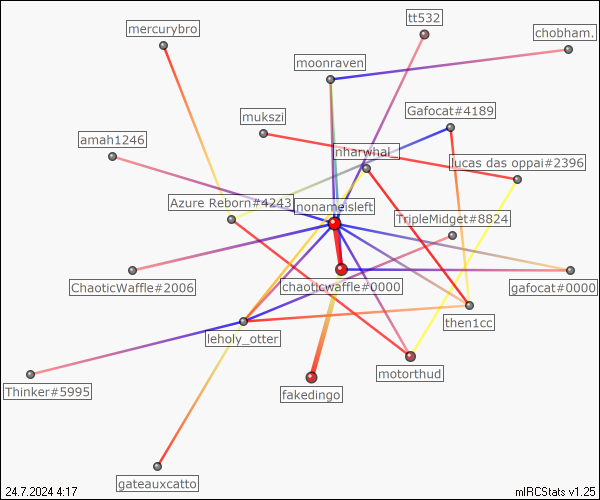 tt532
mercurybro
chobham.
moonraven
Gafocat#4189
mukszi
amah1246
nharwhal_
lucas das oppai#2396
Azure Reborn#4243
nonameisleft
TripleMidget#8824
ChaoticWaffle#2006
chaoticwaffle#0000
gafocat#0000
then1cc
leholy_otter
motorthud
Thinker#5995
fakedingo
gateauxcatto
24.7.2024 4:17
mIRCStats v1.25